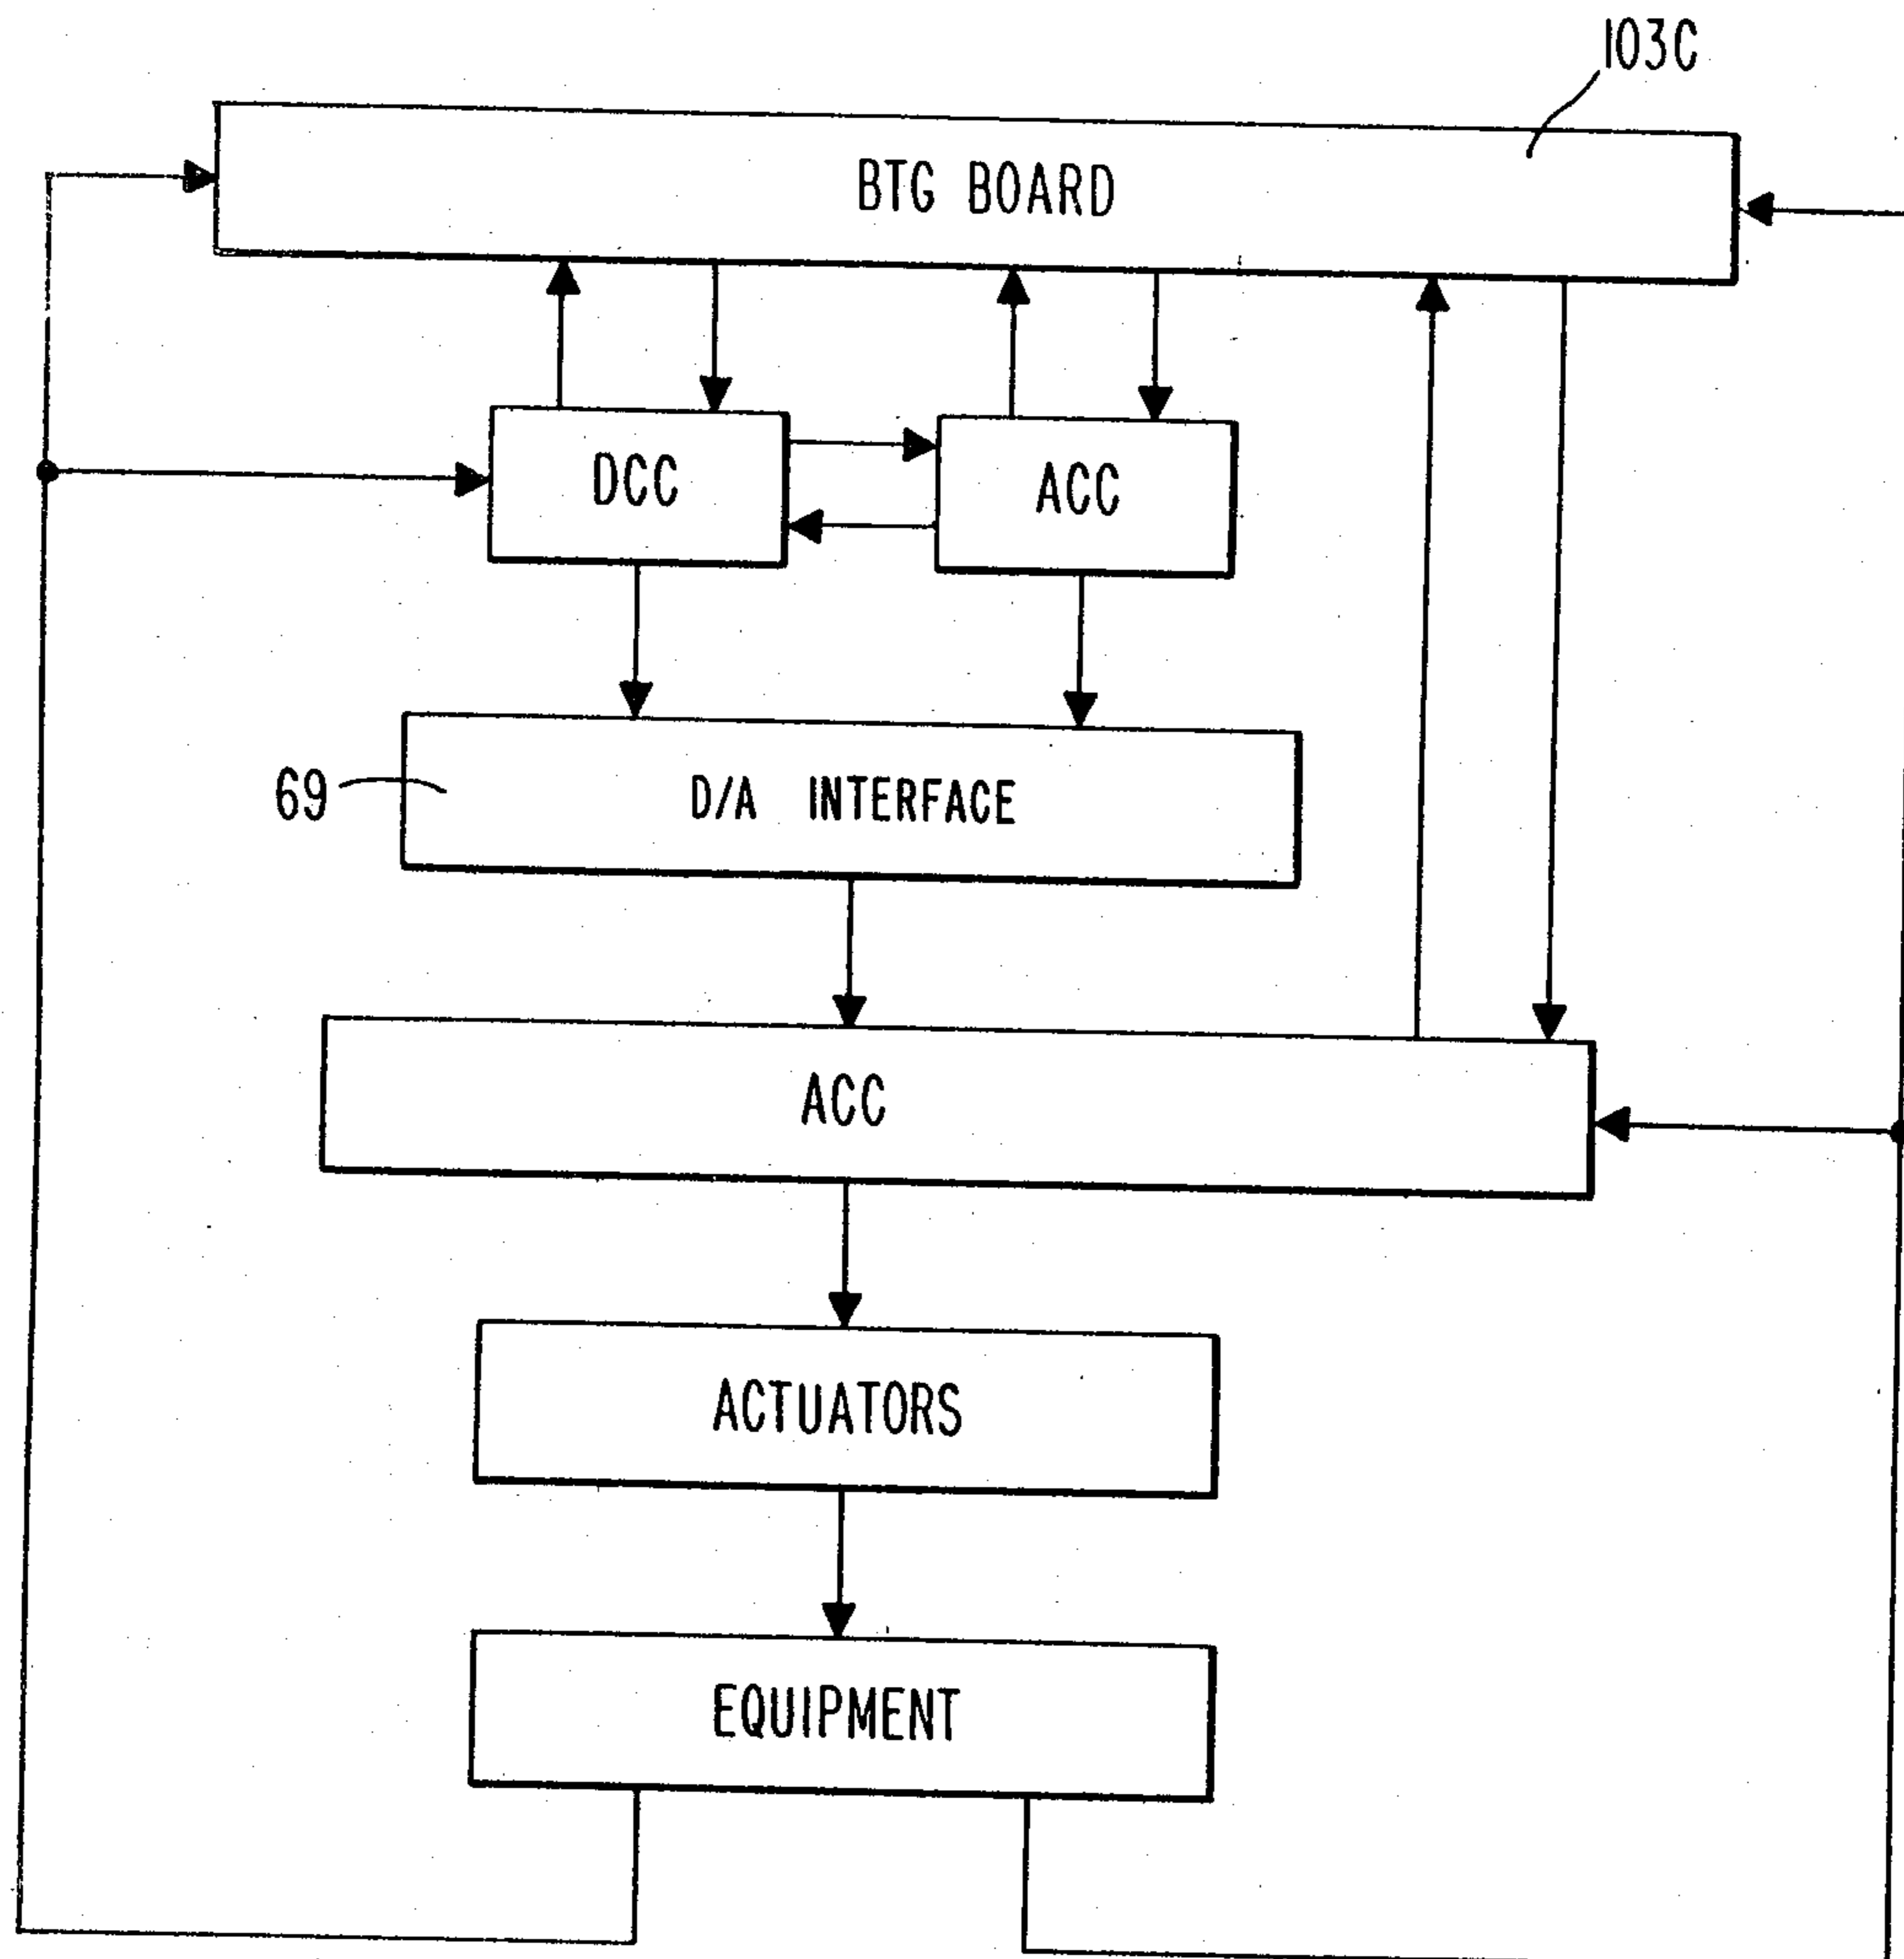 103C
BTG BOARD
DCC
ACC
69
D/A INTERFACE
ACC
ACTUATORS
EQUIPMENT